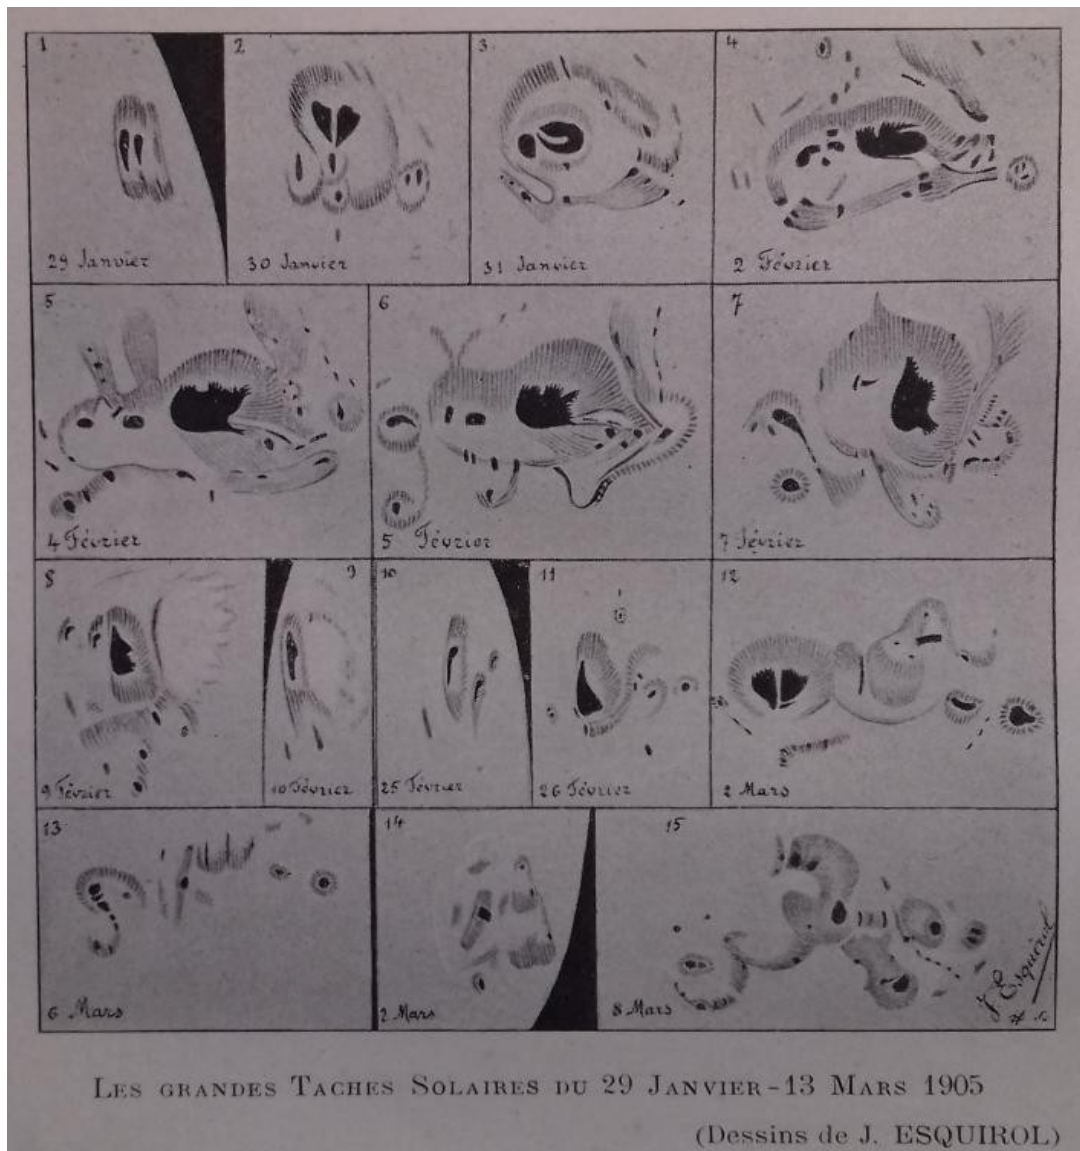 1 2 3 4
29 Janvier 30 Janvier 31 Janvier 2 Février
5 6 7
4 Février 5 Février 7 Février
8 9 10 11 12
9 Février 10 Février 25 Février 26 Février 2 Mars
13 14 15
6 Mars 2 Mars 8 Mars
J Esquirol
LES GRANDES TACHES SOLAIRES DU 29 JANVIER-13 MARS 1905
(Dessins de J. ESQUIROL)